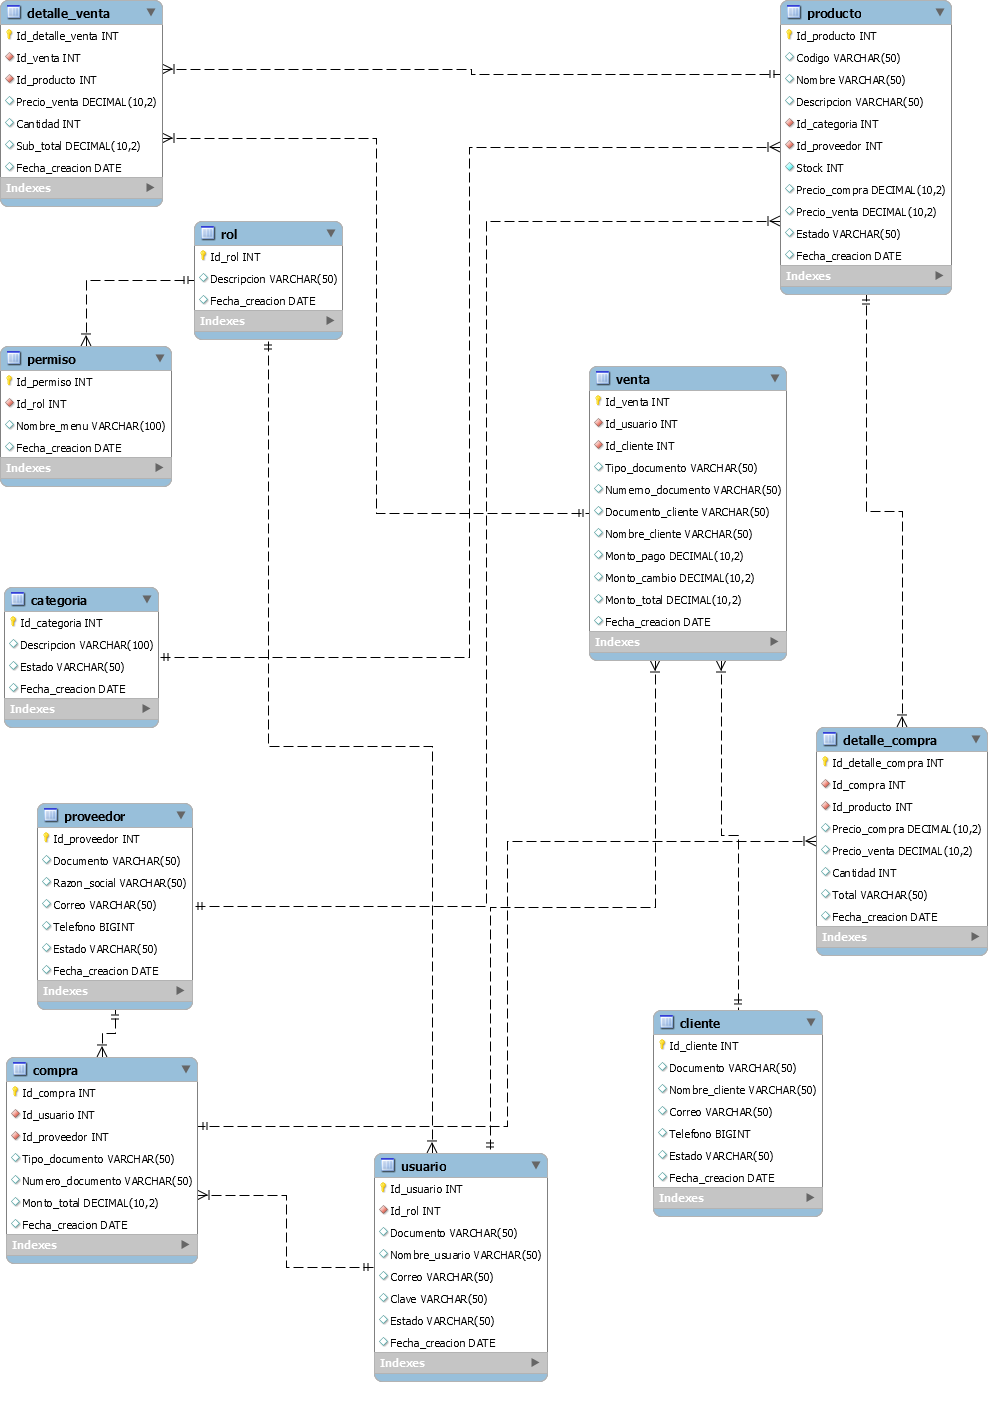 detalle_venta
Id_detalle_venta INT
Id_venta INT
Id_producto INT
Precio_venta DECIMAL(10,2)
Cantidad INT
Sub_total DECIMAL(10,2)
Fecha_creacion DATE
Indexes
producto
Id_producto INT
Codigo VARCHAR(50)
Nombre VARCHAR(50)
Descripcion VARCHAR(50)
Id_categoria INT
Id_proveedor INT
Stock INT
Precio_compra DECIMAL(10,2)
Precio_venta DECIMAL(10,2)
Estado VARCHAR(50)
Fecha_creacion DATE
Indexes
rol
Id_rol INT
Descripcion VARCHAR(50)
Fecha_creacion DATE
Indexes
permiso
Id_permiso INT
Id_rol INT
Nombre_menu VARCHAR(100)
Fecha_creacion DATE
Indexes
venta
Id_venta INT
Id_usuario INT
Id_cliente INT
Tipo_documento VARCHAR(50)
Numerno_documento VARCHAR(50)
Documento_cliente VARCHAR(50)
Nombre_cliente VARCHAR(50)
Monto_pago DECIMAL(10,2)
Monto_cambio DECIMAL(10,2)
Monto_total DECIMAL(10,2)
Fecha_creacion DATE
Indexes
categoria
Id_categoria INT
Descripcion VARCHAR(100)
Estado VARCHAR(50)
Fecha_creacion DATE
Indexes
detalle_compra
Id_detalle_compra INT
Id_compra INT
Id_producto INT
Precio_compra DECIMAL(10,2)
Precio_venta DECIMAL(10,2)
Cantidad INT
Total VARCHAR(50)
Fecha_creacion DATE
Indexes
proveedor
Id_proveedor INT
Documento VARCHAR(50)
Razon_social VARCHAR(50)
Correo VARCHAR(50)
Telefono BIGINT
Estado VARCHAR(50)
Fecha_creacion DATE
Indexes
cliente
Id_cliente INT
Documento VARCHAR(50)
Nombre_cliente VARCHAR(50)
Correo VARCHAR(50)
Telefono BIGINT
Estado VARCHAR(50)
Fecha_creacion DATE
Indexes
compra
Id_compra INT
Id_usuario INT
Id_proveedor INT
Tipo_documento VARCHAR(50)
Numero_documento VARCHAR(50)
Monto_total DECIMAL(10,2)
Fecha_creacion DATE
Indexes
usuario
Id_usuario INT
Id_rol INT
Documento VARCHAR(50)
Nombre_usuario VARCHAR(50)
Correo VARCHAR(50)
Clave VARCHAR(50)
Estado VARCHAR(50)
Fecha_creacion DATE
Indexes